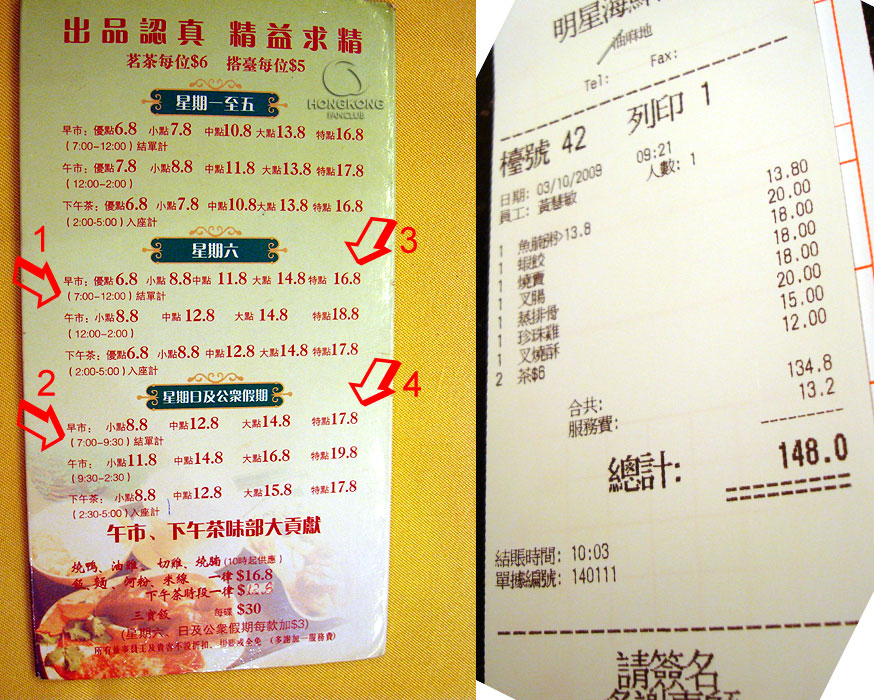 出品認真 精益求精
茗茶每位$6 搭臺每位$5
HONGKONG
FANCLUB
星期一至五
早市: 優點6.8 小點7.8 中點10.8 大點13.8 特點16.8
(7:00-12:00) 結單計
午市: 優點7.8 小點8.8 中點11.8 大點13.8 特點17.8
(12:00-2:00)
下午茶: 優點6.8 小點7.8 中點10.8 大點13.8 特點16.8
(2:00-5:00) 入座計
1
3
星期六
早市: 優點6.8 小點8.8 中點11.8 大點14.8 特點16.8
(7:00-12:00) 結單計
午市: 小點8.8 中點12.8 大點14.8 特點18.8
(12:00-2:00)
下午茶: 優點6.8 小點8.8 中點12.8 大點14.8 特點17.8
(2:00-5:00) 入座計
2
4
星期日及公眾假期
早市: 小點8.8 中點12.8 大點14.8 特點17.8
(7:00-9:30) 結單計
午市: 小點11.8 中點14.8 大點16.8 特點19.8
(9:30-2:30)
下午茶: 小點8.8 中點12.8 大點15.8 特點17.8
(2:30-5:00) 入座計
午市、下午茶味部大貢獻
燒鴨、油雞、切雞、燒腩 (10時起供應)
飯、麵、河粉、米線 一律$16.8
下午茶時段一律
三寶飯 每碟 $30
(星期六、日及公眾假期每款加$3)
明星海鮮
油麻地
Tel: Fax:
檯號 42 列印 1
日期: 03/10/2009 09:21
員工: 黃慧敏 人數: 1
1 魚腩粥>13.8 13.80
1 蝦餃 20.00
1 燒賣 18.00
1 叉腸 18.00
1 蒸排骨 18.00
1 珍珠雞 20.00
1 叉燒酥 15.00
2 茶$6 12.00
合共: 134.8
服務費: 13.2
總計: 148.0
結賬時間: 10:03
單據編號: 140111
請簽名